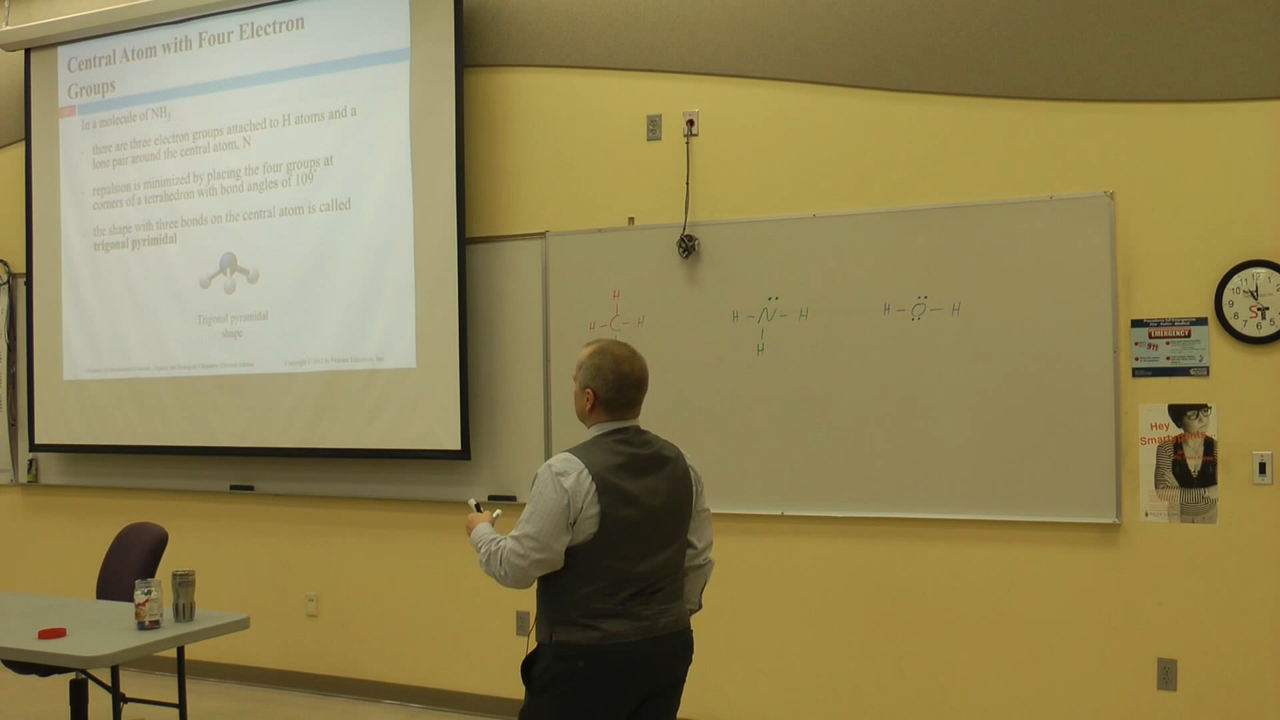 Central Atom with Four Electron
Groups
In a molecule of NH3
there are three electron groups attached to H atoms and a
lone pair around the central atom, N
repulsion is minimized by placing the four groups at
corners of a tetrahedron with bond angles of 109°
the shape with three bonds on the central atom is called
trigonal pyrimidal
Trigonal pyramidal
shape
H
H – C – H
H – N – H
H
H – O – H
EMERGENCY
911
Hey
ST